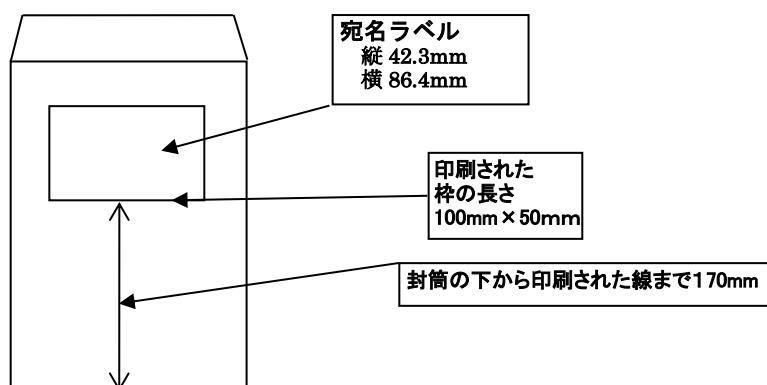 宛名ラベル
縦 42.3mm
横 86.4mm
印刷された
枠の長さ
100mm×50ｍｍ
封筒の下から印刷された線まで170mm